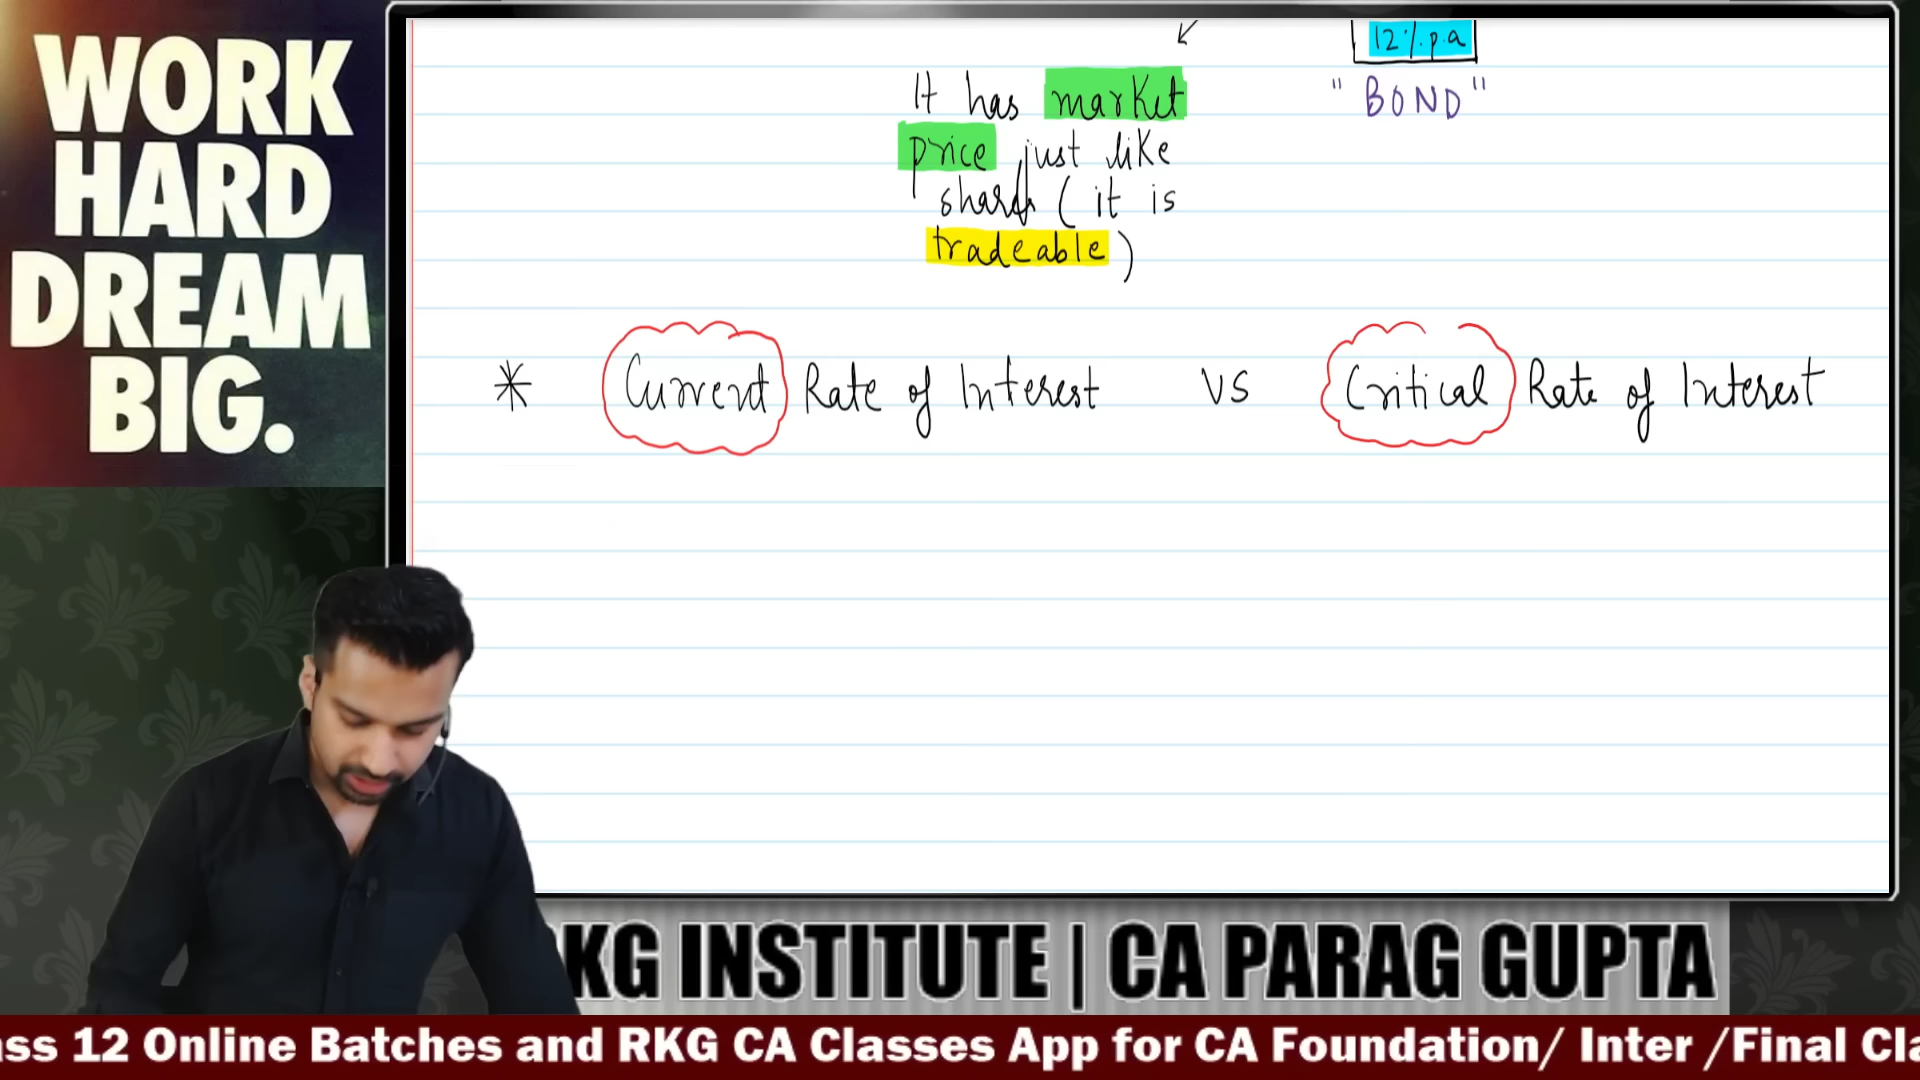 WORK
HARD
DREAM
BIG.
12%.p.a
It has market
price just like
share (it is
tradeable)
"BOND"
* Current Rate of Interest vs Critical Rate of Interest
KG INSTITUTE | CA PARAG GUPTA
ass 12 Online Batches and RKG CA Classes App for CA Foundation/ Inter /Final Cla